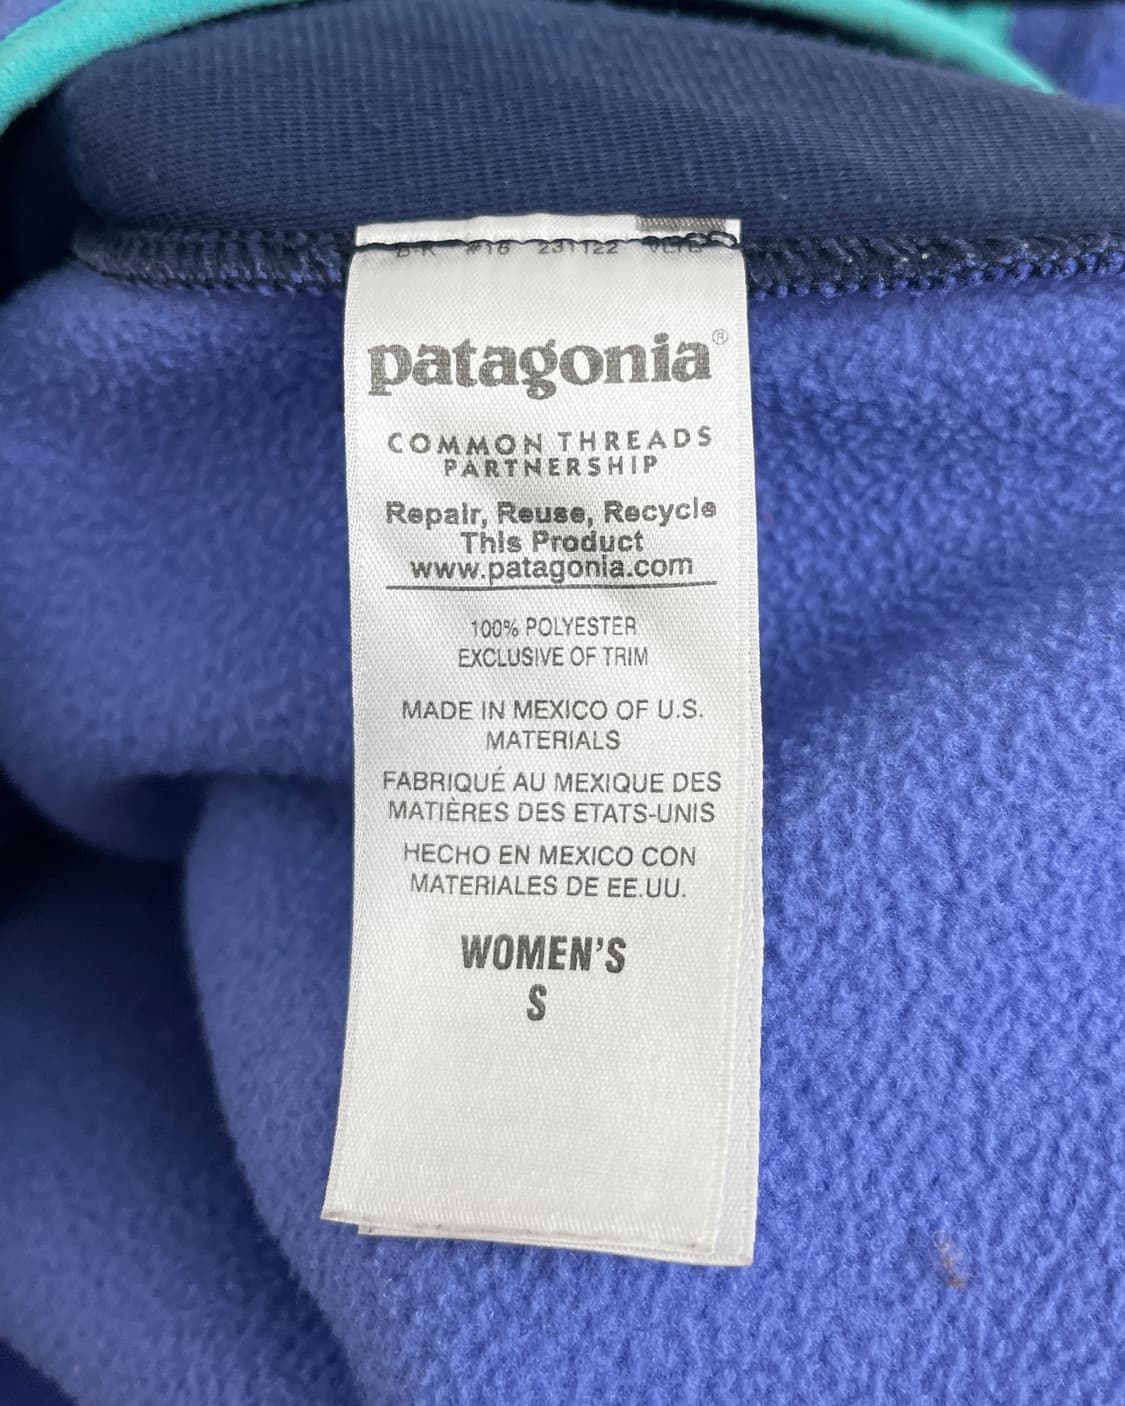 #16 231122
patagonia®
COMMON THREADS
PARTNERSHIP
Repair, Reuse, Recycle
This Product
www.patagonia.com
100% POLYESTER
EXCLUSIVE OF TRIM
MADE IN MEXICO OF U.S.
MATERIALS
FABRIQUÉ AU MEXIQUE DES
MATIÈRES DES ETATS-UNIS
HECHO EN MEXICO CON
MATERIALES DE EE.UU.
WOMEN'S
S